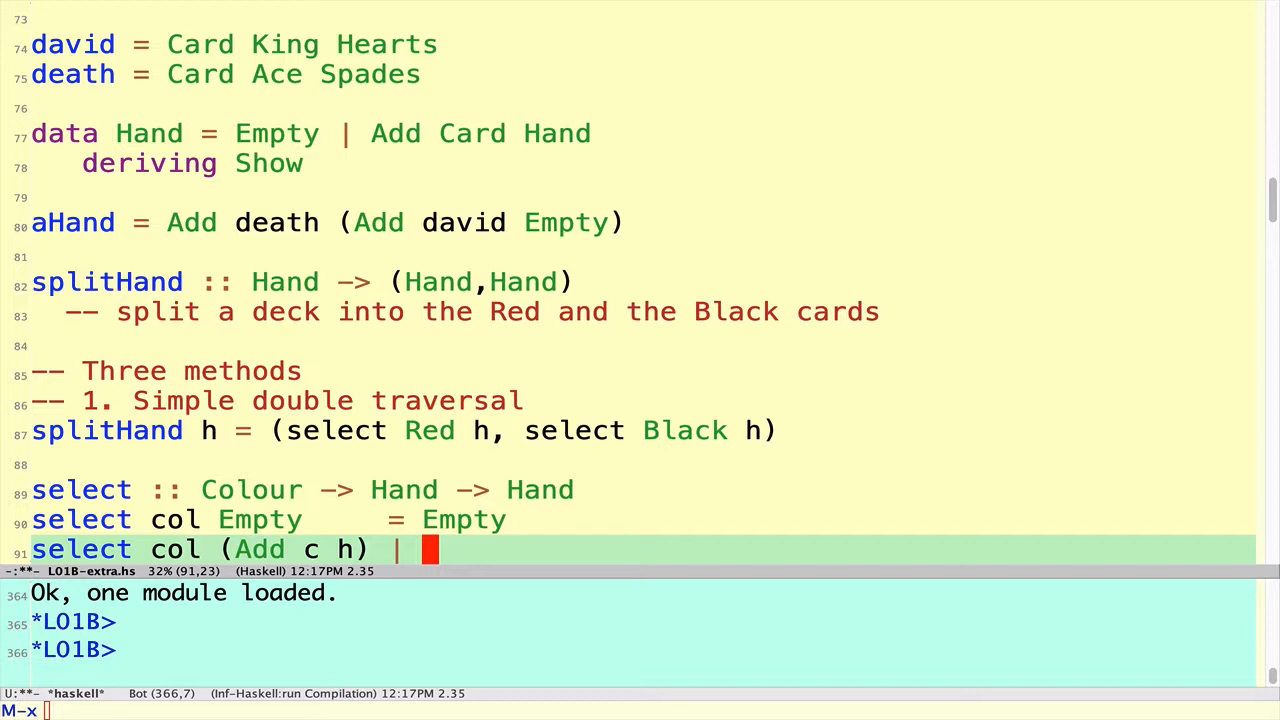 73
74 david = Card King Hearts
75 death = Card Ace Spades
76
77 data Hand = Empty | Add Card Hand
78    deriving Show
79
80 aHand = Add death (Add david Empty)
81
82 splitHand :: Hand -> (Hand,Hand)
83   -- split a deck into the Red and the Black cards
84
85 -- Three methods
86 -- 1. Simple double traversal
87 splitHand h = (select Red h, select Black h)
88
89 select :: Colour -> Hand -> Hand
90 select col Empty     = Empty
91 select col (Add c h) |
-:**- L01B-extra.hs 32% (91,23) (Haskell) 12:17PM 2.35
364 Ok, one module loaded.
365 *L01B>
366 *L01B>
U:**- *haskell* Bot (366,7) (Inf-Haskell:run Compilation) 12:17PM 2.35
M-x